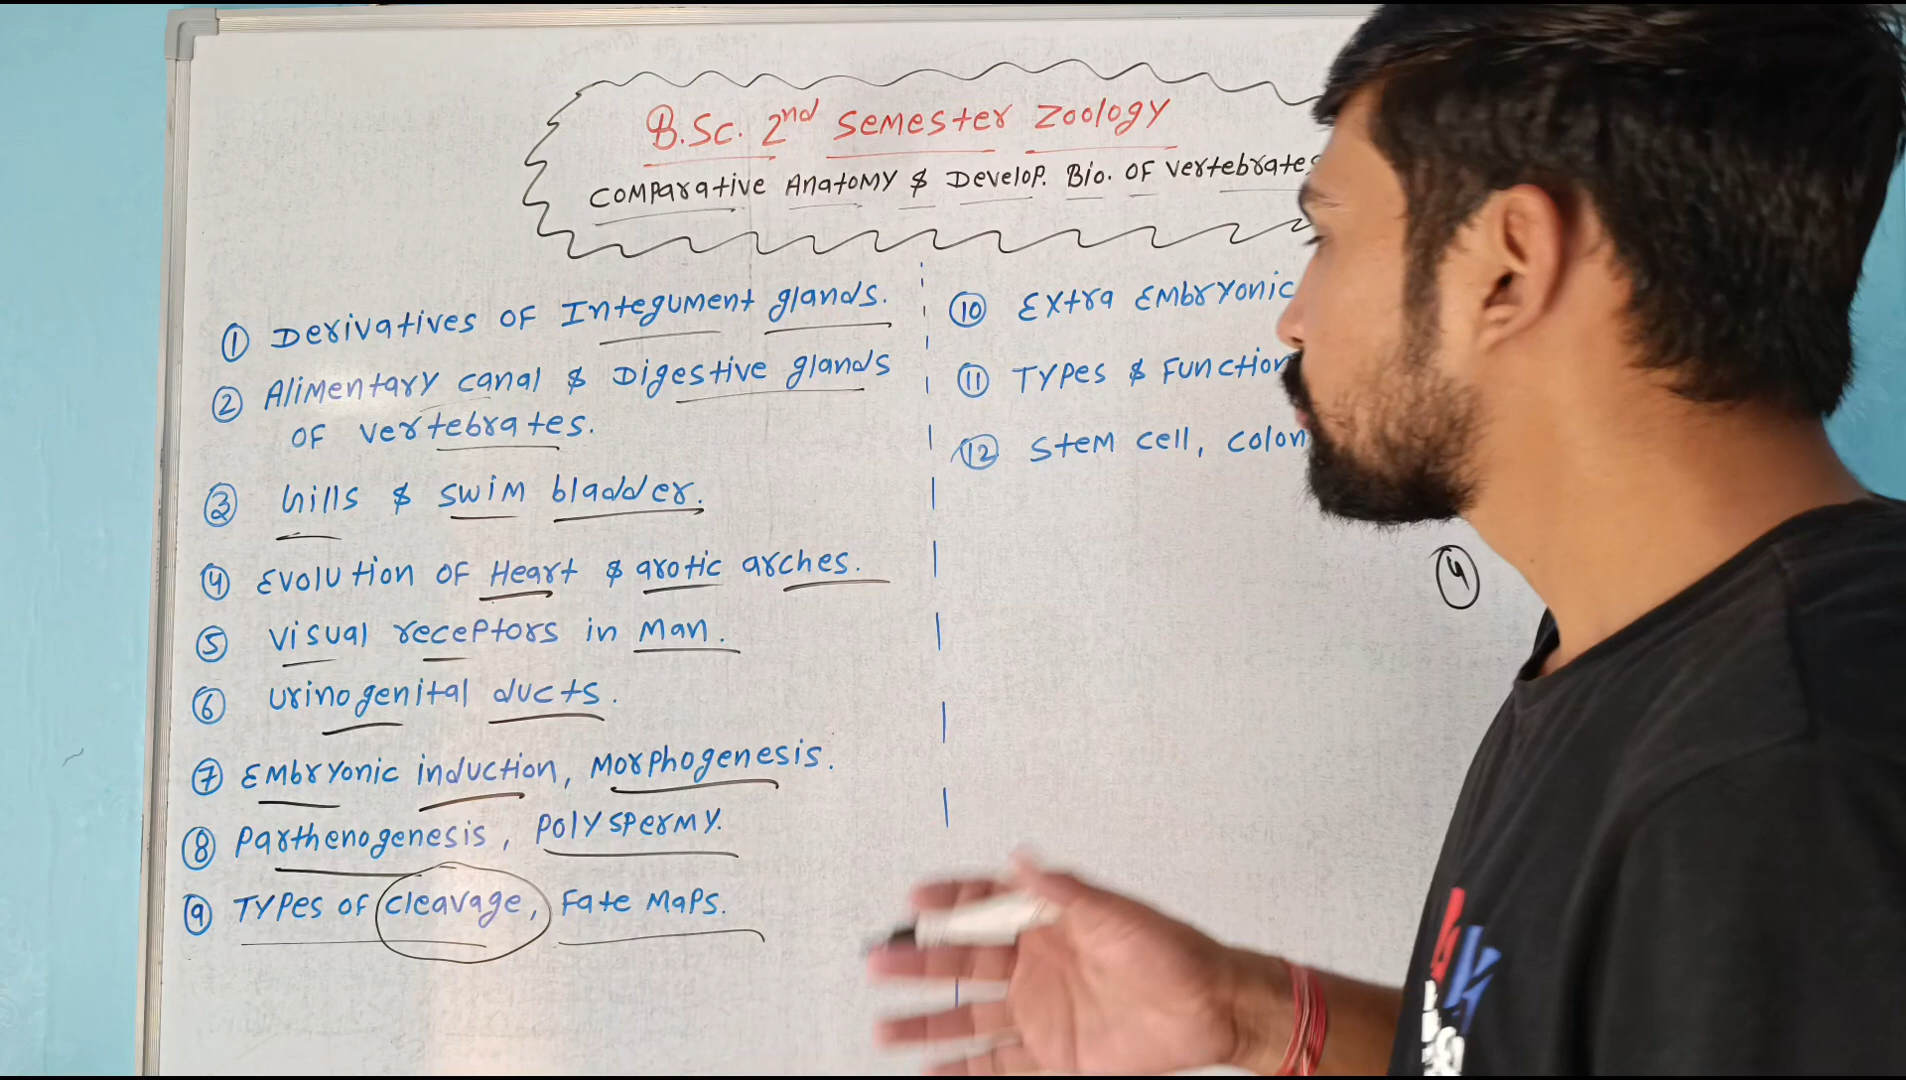 B.Sc. 2nd Semester Zoology
Comparative Anatomy & Develop. Bio. of vertebrates
① Derivatives of Integument glands.
② Alimentary canal & Digestive glands
of vertebrates.
③ Gills & swim bladder.
④ Evolution of Heart & arotic arches.
⑤ Visual receptors in Man.
⑥ Urinogenital ducts.
⑦ Embryonic induction, Morphogenesis.
⑧ Parthenogenesis, Polyspermy.
⑨ Types of cleavage, Fate Maps.
⑩ Extra Embryonic
⑪ Types & Function
⑫ Stem cell, colon
④